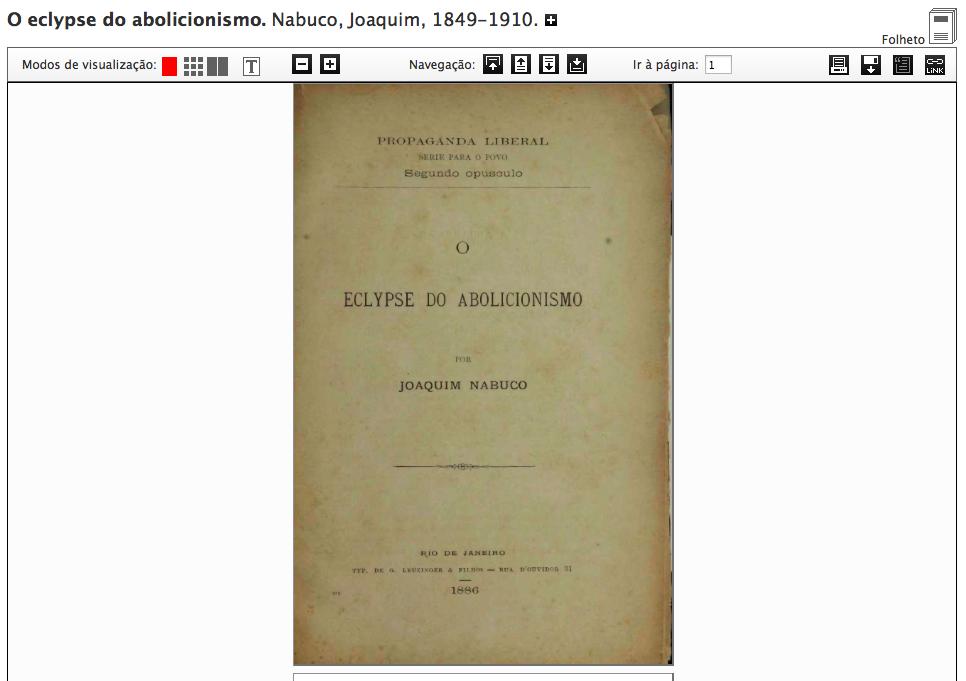 O eclypse do abolicionismo. Nabuco, Joaquim, 1849-1910.
Folheto
Modos de visualização: T Navegação: Ir à página: 1 LINK
PROPAGANDA LIBERAL
SERIE PARA O POVO
Segundo opusculo
O
ECLYPSE DO ABOLICIONISMO
POR
JOAQUIM NABUCO
RIO DE JANEIRO
TYP. DE G. LEUZINGER & FILHOS — RUA D'OUVIDOR 31
1886